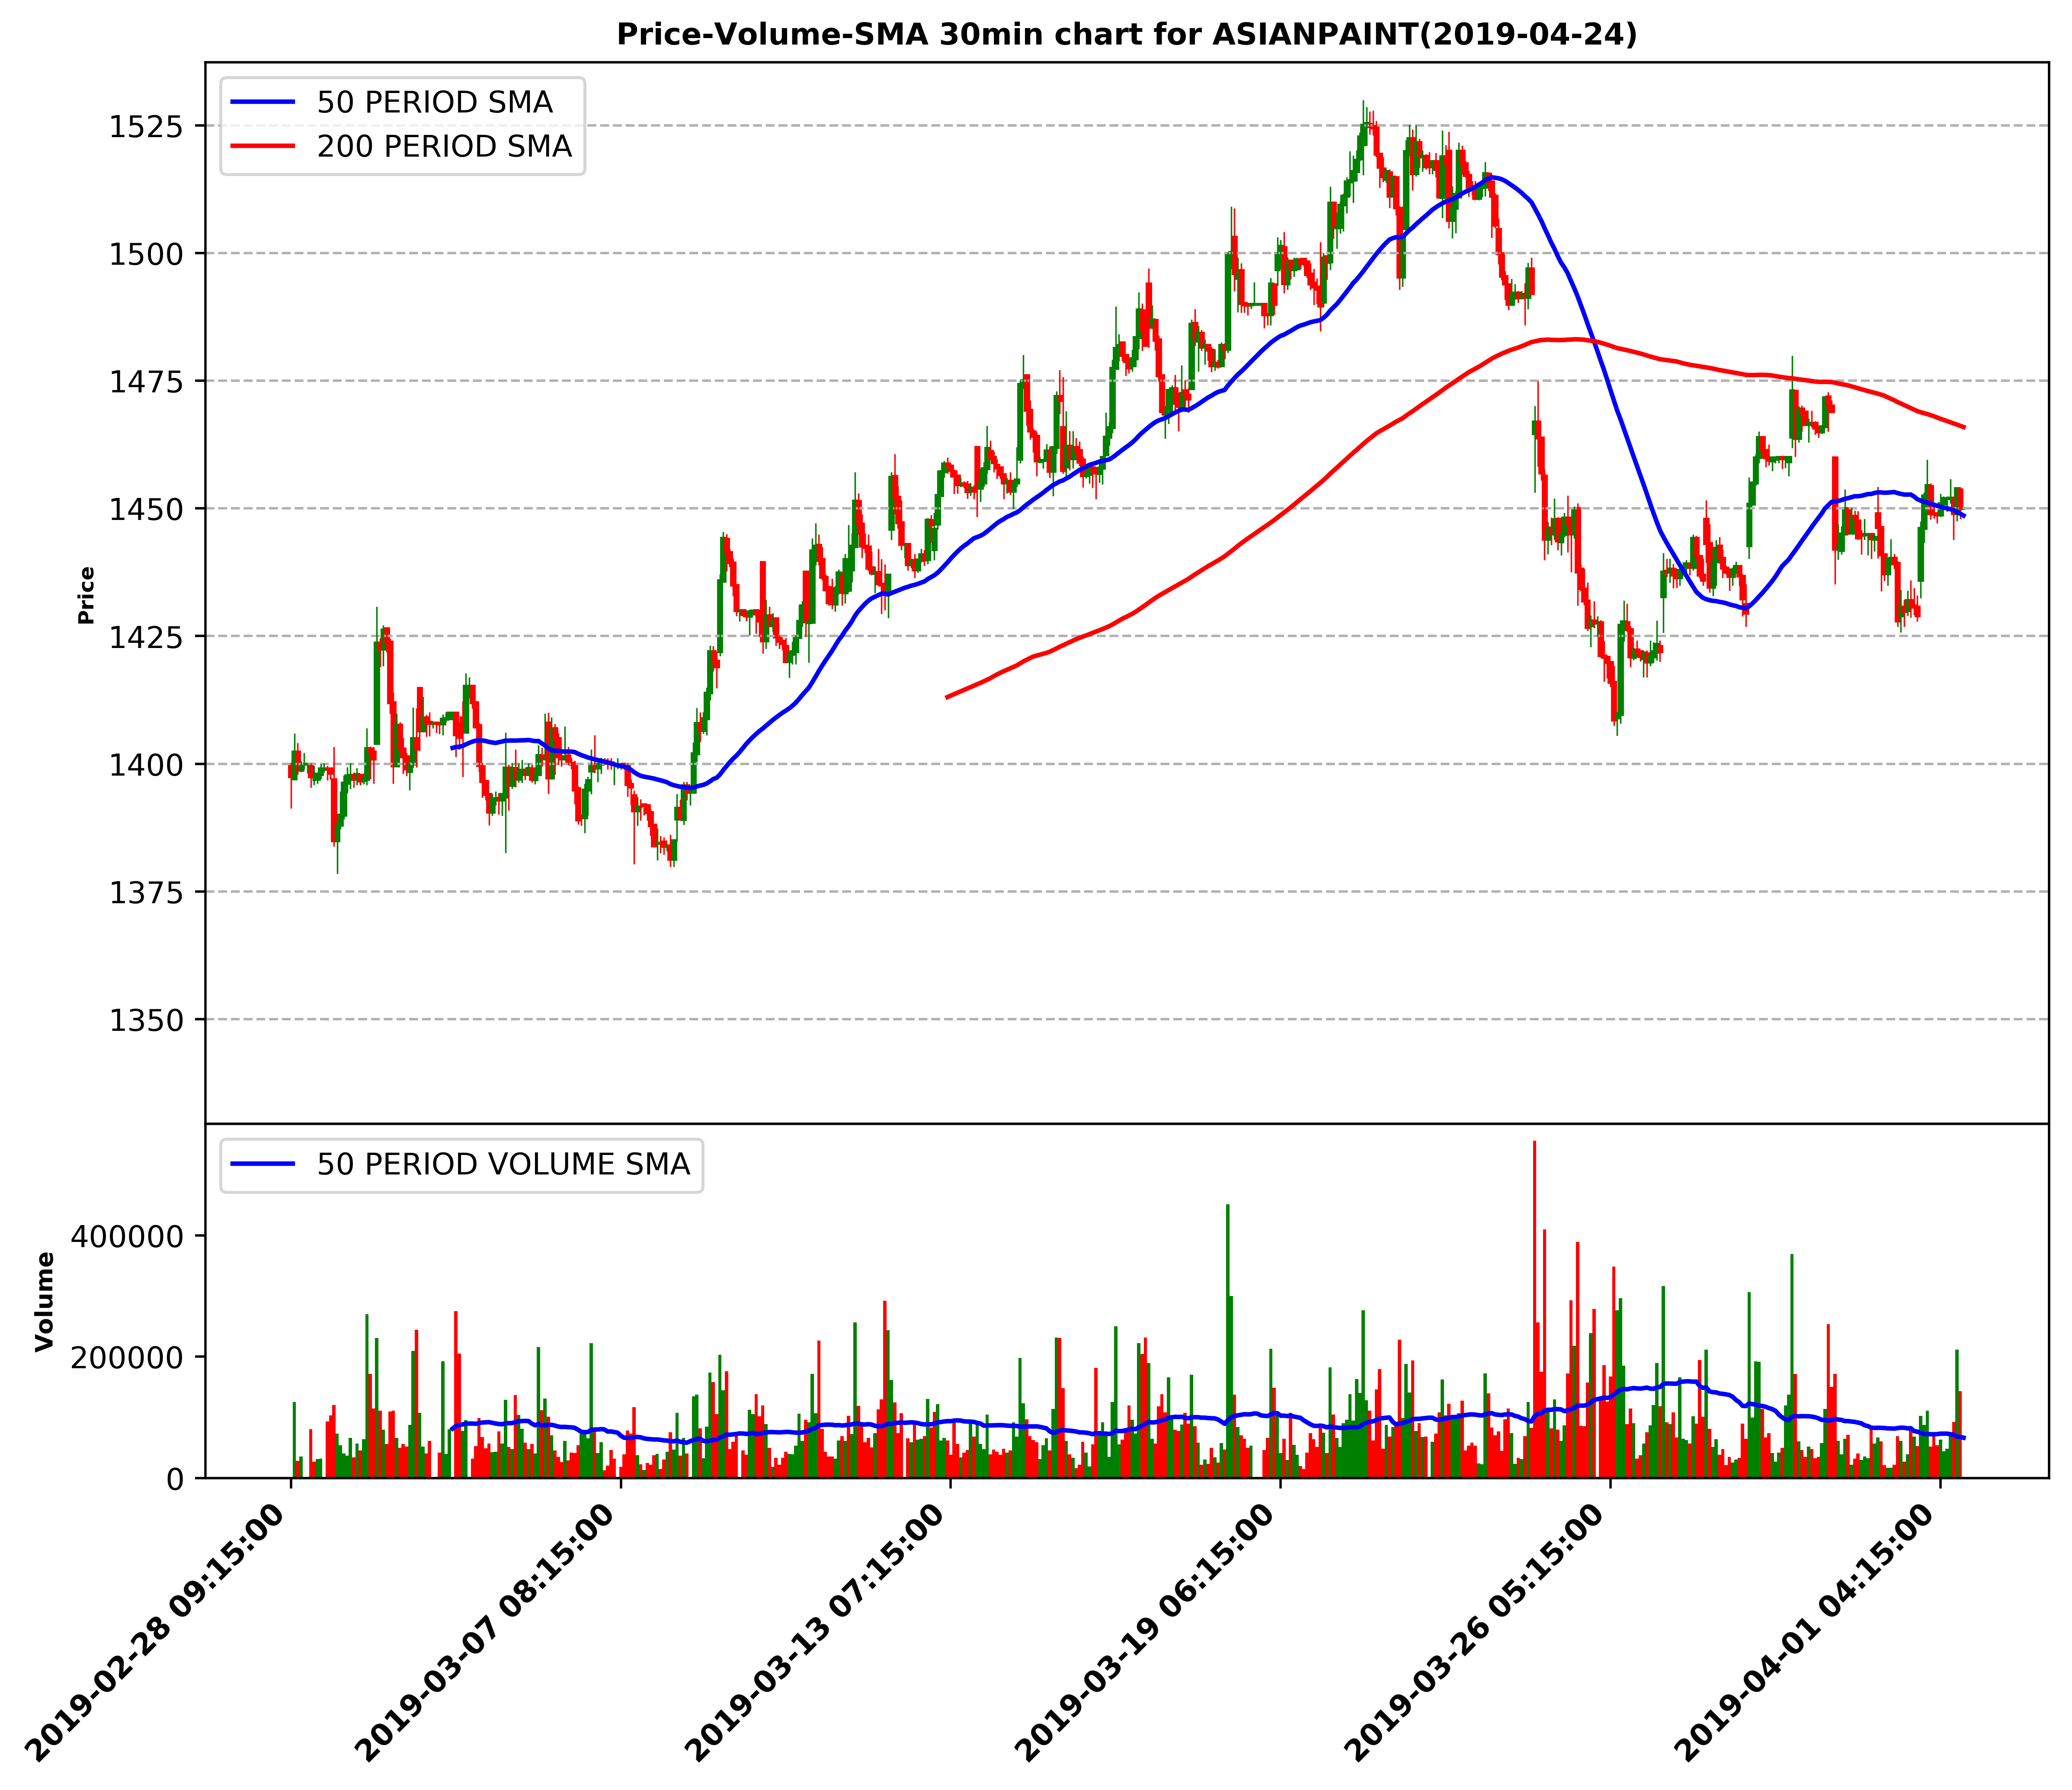 Price-Volume-SMA 30min chart for ASIANPAINT(2019-04-24)
50 PERIOD SMA
200 PERIOD SMA
1525
1500
1475
1450
1425
1400
1375
1350
Price
50 PERIOD VOLUME SMA
400000
200000
0
Volume
2019-02-28 09:15:00
2019-03-07 08:15:00
2019-03-13 07:15:00
2019-03-19 06:15:00
2019-03-26 05:15:00
2019-04-01 04:15:00